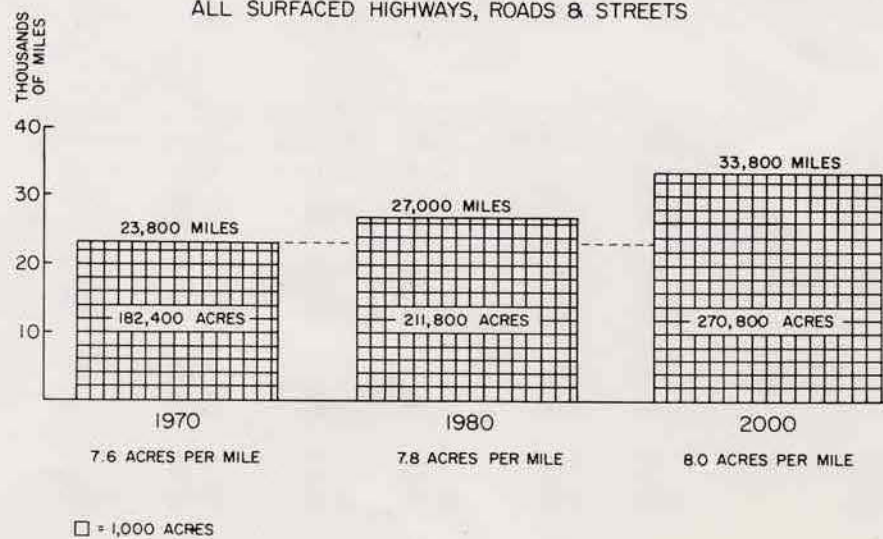 ALL SURFACED HIGHWAYS, ROADS & STREETS
THOUSANDS
OF MILES
40
30
20
10
23,800 MILES
27,000 MILES
33,800 MILES
182,400 ACRES
211,800 ACRES
270,800 ACRES
1970
1980
2000
7.6 ACRES PER MILE
7.8 ACRES PER MILE
8.0 ACRES PER MILE
= 1,000 ACRES